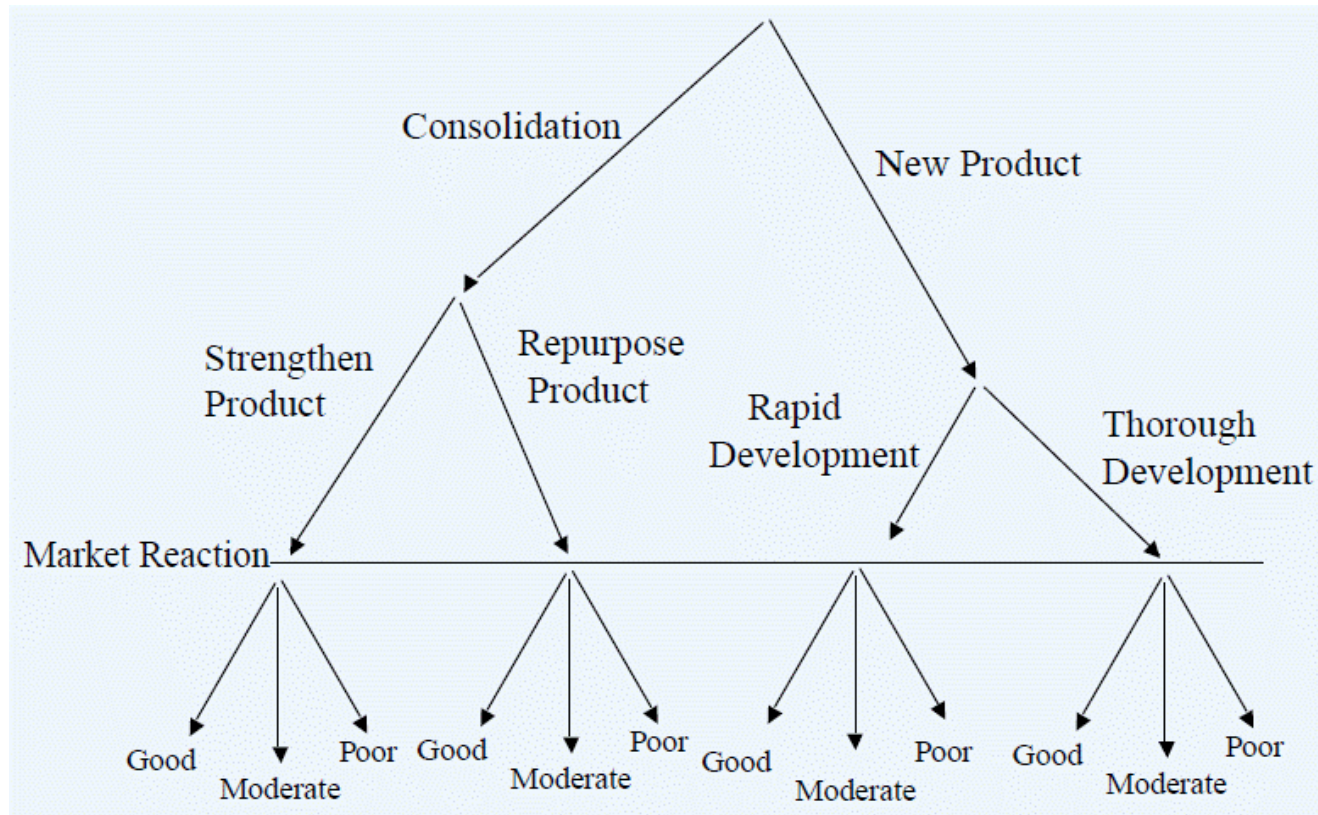 Consolidation
New Product
Strengthen
Product
Repurpose
Product
Rapid
Development
Thorough
Development
Market Reaction
Good
Moderate
Poor
Good
Moderate
Poor
Good
Moderate
Poor
Good
Moderate
Poor